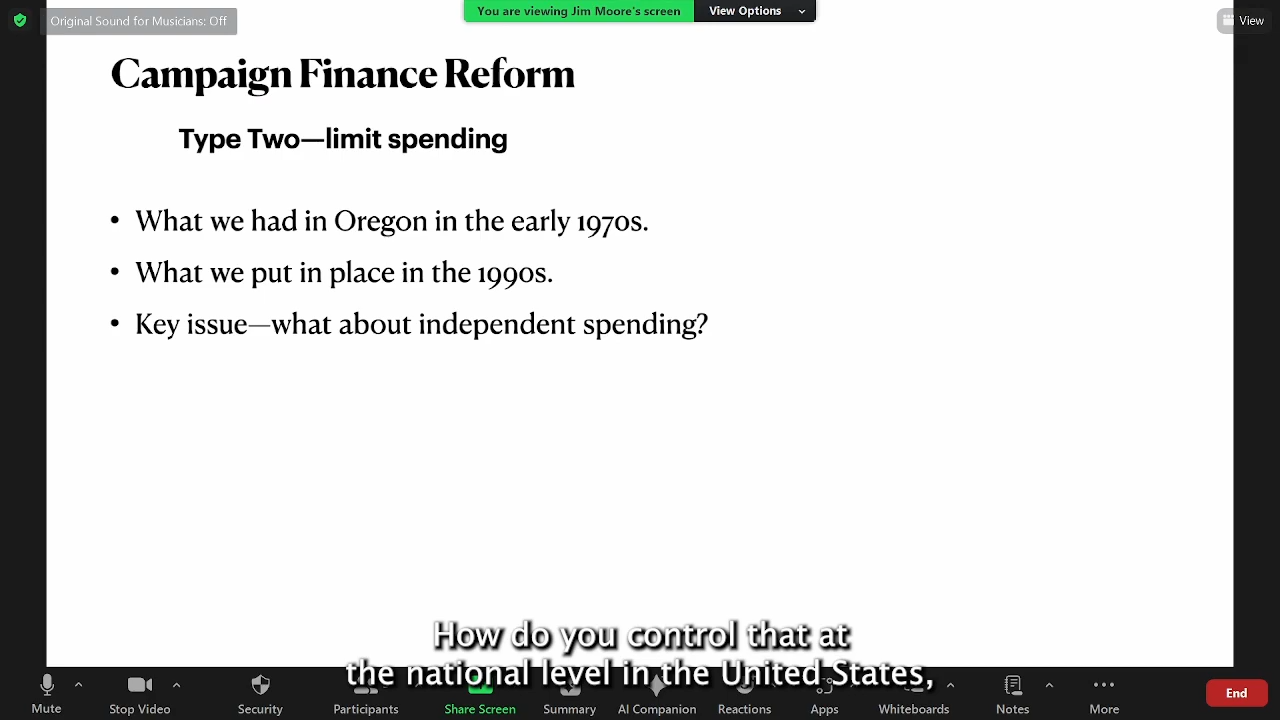 Original Sound for Musicians: Off
You are viewing Jim Moore's screen
View Options
View
Campaign Finance Reform
Type Two—limit spending
• What we had in Oregon in the early 1970s.
• What we put in place in the 1990s.
• Key issue—what about independent spending?
How do you control that at
the national level in the United States,
Mute
Stop Video
Security
Participants
Share Screen
Summary
AI Companion
Reactions
Apps
Whiteboards
Notes
More
End